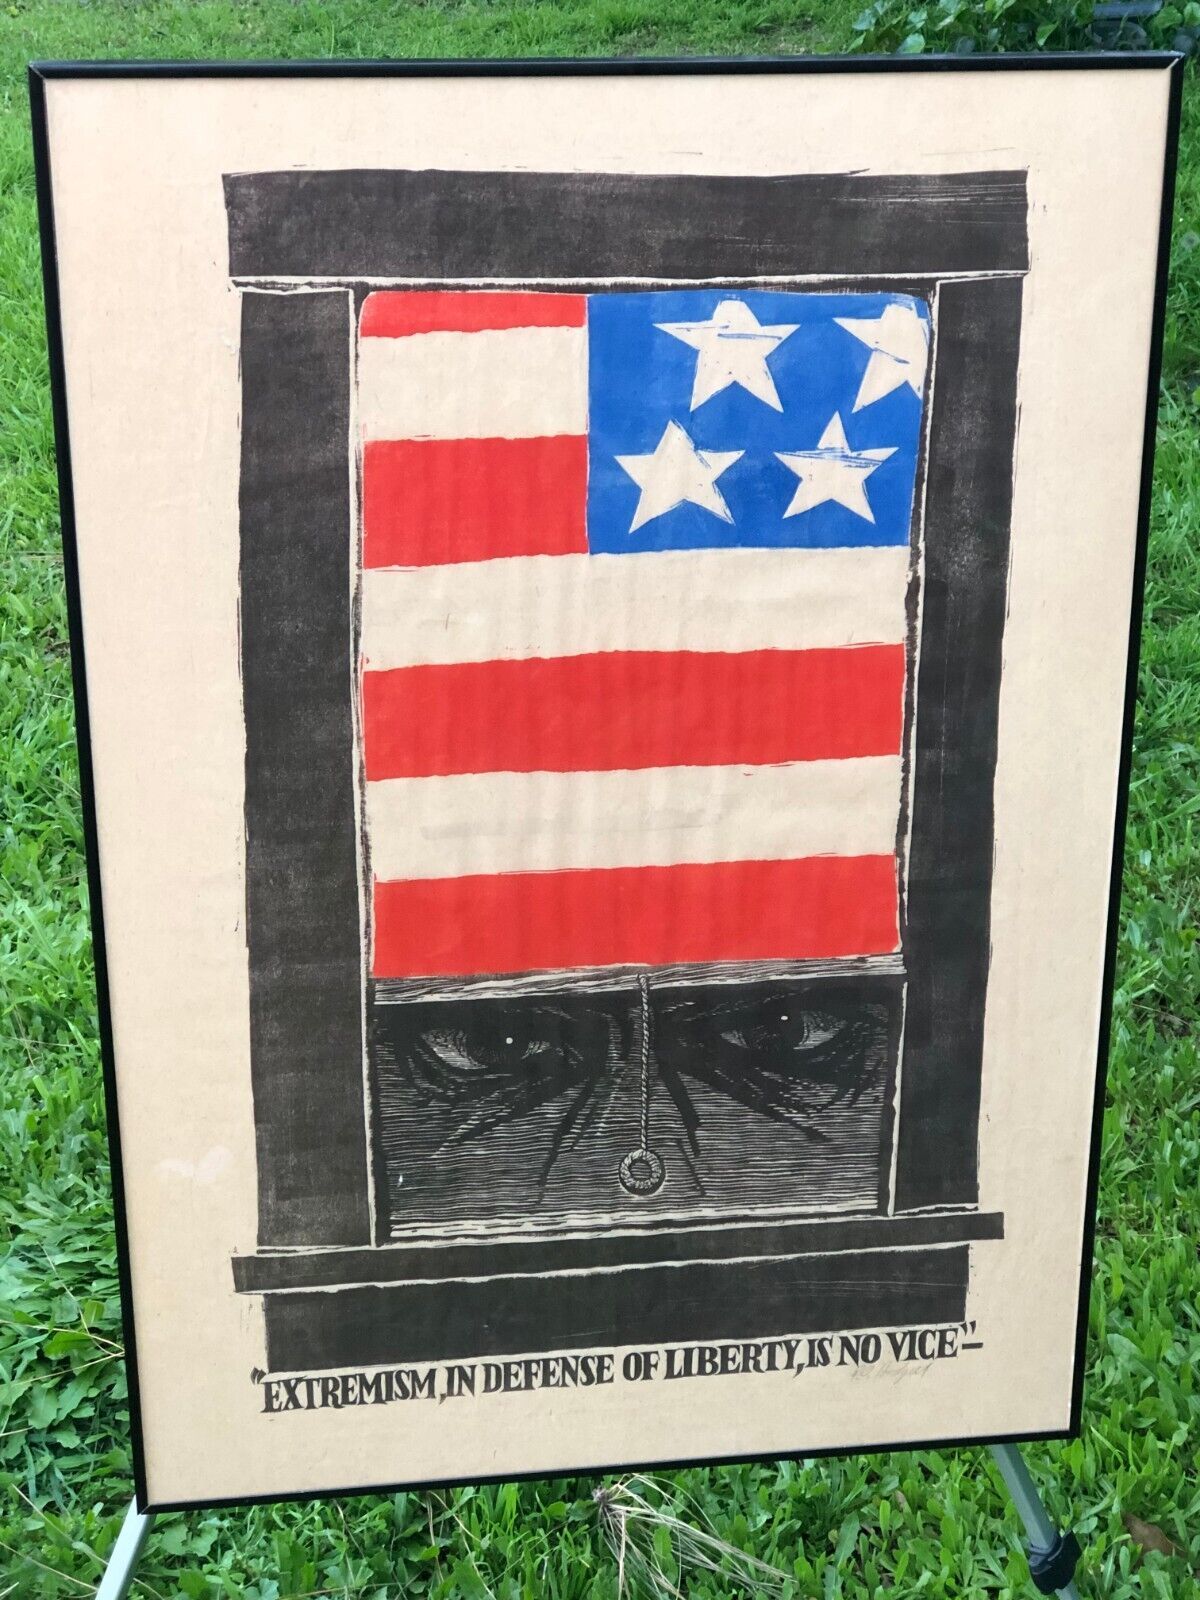 "EXTREMISM, IN DEFENSE OF LIBERTY, IS NO VICE"—